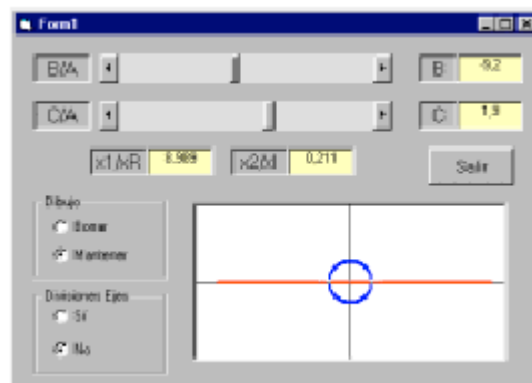 Form1
B/A B -9,2
C/A C 1,9
x1/xR 8.989 x2/xI 0,211
Salir
Dibujo
Borrar
Mantener
Divisiones Ejes
Sí
No